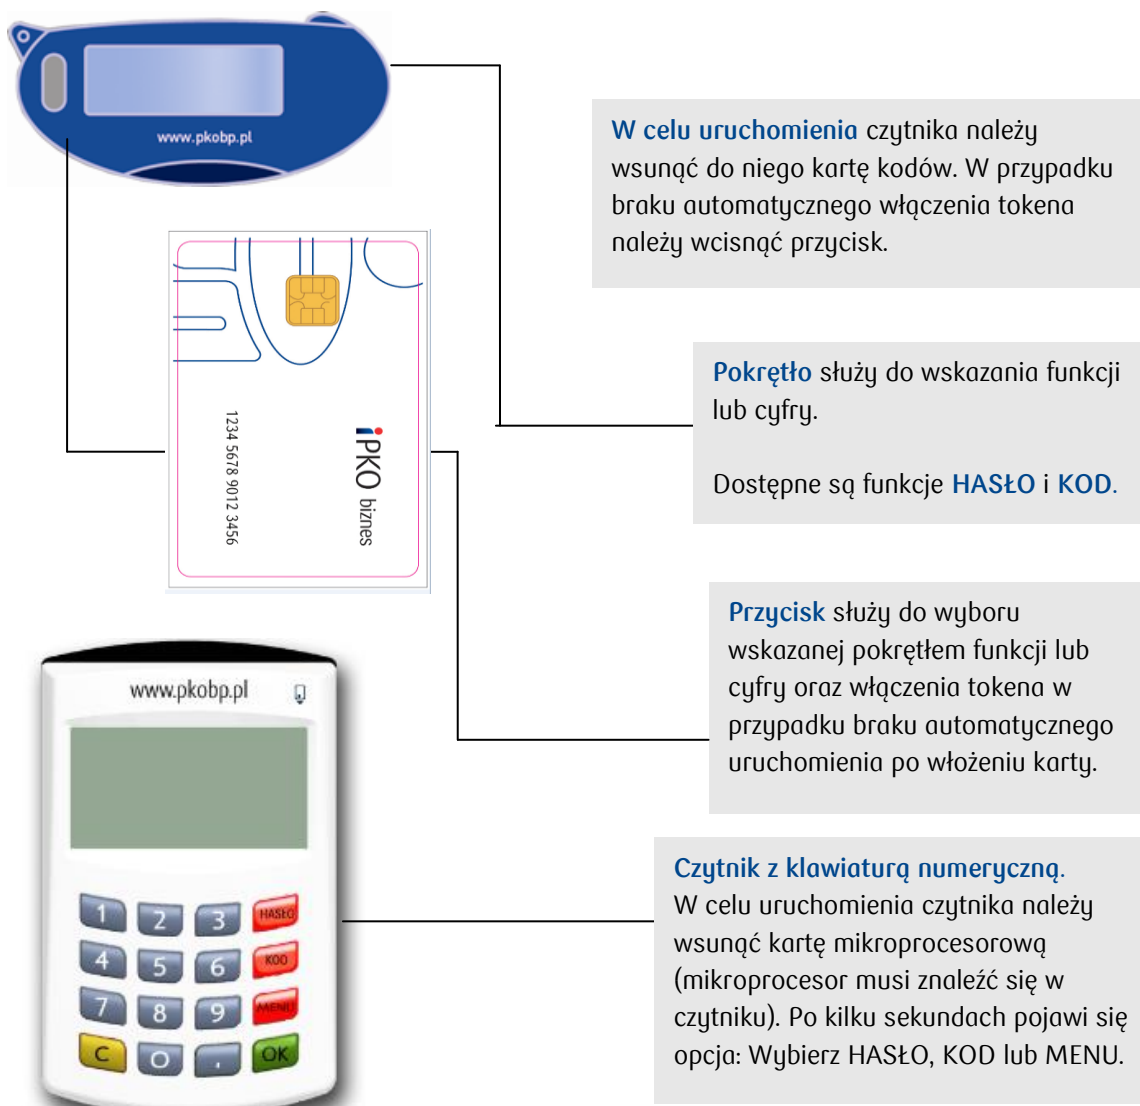 www.pkobp.pl
W celu uruchomienia czytnika należy
wsunąć do niego kartę kodów. W przypadku
braku automatycznego włączenia tokena
należy wcisnąć przycisk.
1234 5678 9012 3456
iPKO biznes
Pokrętło służy do wskazania funkcji
lub cyfry.
Dostępne są funkcje HASŁO i KOD.
Przycisk służy do wyboru
wskazanej pokrętłem funkcji lub
cyfry oraz włączenia tokena w
przypadku braku automatycznego
uruchomienia po włożeniu karty.
www.pkobp.pl
1 2 3 HASŁO
4 5 6 KOD
7 8 9 MENU
C 0 , OK
Czytnik z klawiaturą numeryczną.
W celu uruchomienia czytnika należy
wsunąć kartę mikroprocesorową
(mikroprocesor musi znaleźć się w
czytniku). Po kilku sekundach pojawi się
opcja: Wybierz HASŁO, KOD lub MENU.